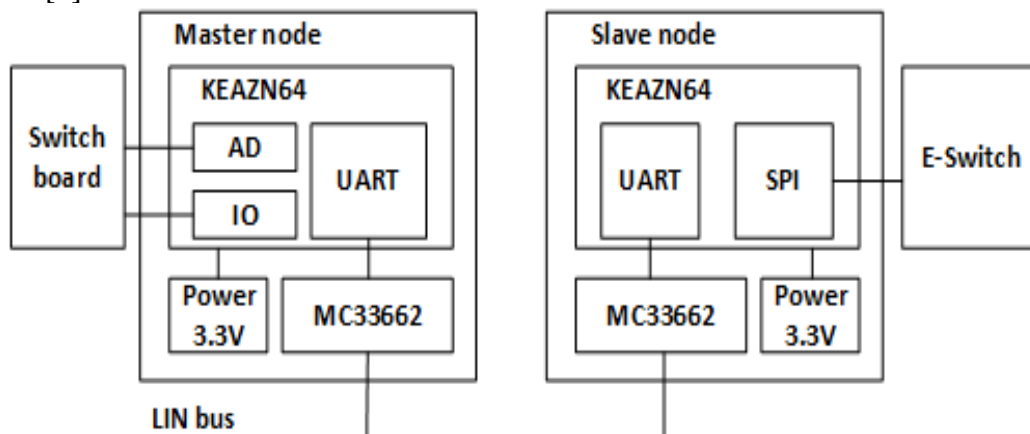 Master node
KEAZN64
Switch
board
AD
IO
UART
Power
3.3V
MC33662
Slave node
KEAZN64
UART
SPI
E-Switch
MC33662
Power
3.3V
LIN bus